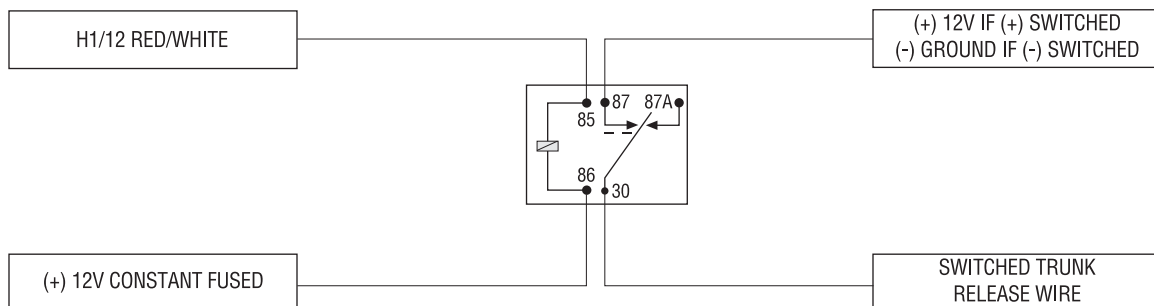 H1/12 RED/WHITE
(+) 12V IF (+) SWITCHED
(-) GROUND IF (-) SWITCHED
87 87A
85
86
30
(+) 12V CONSTANT FUSED
SWITCHED TRUNK
RELEASE WIRE